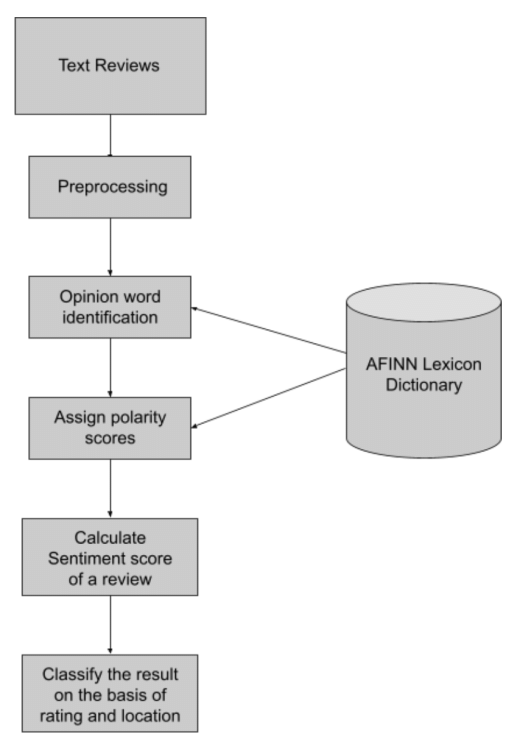 Text Reviews
Preprocessing
Opinion word
identification
AFINN Lexicon
Dictionary
Assign polarity
scores
Calculate
Sentiment score
of a review
Classify the result
on the basis of
rating and location